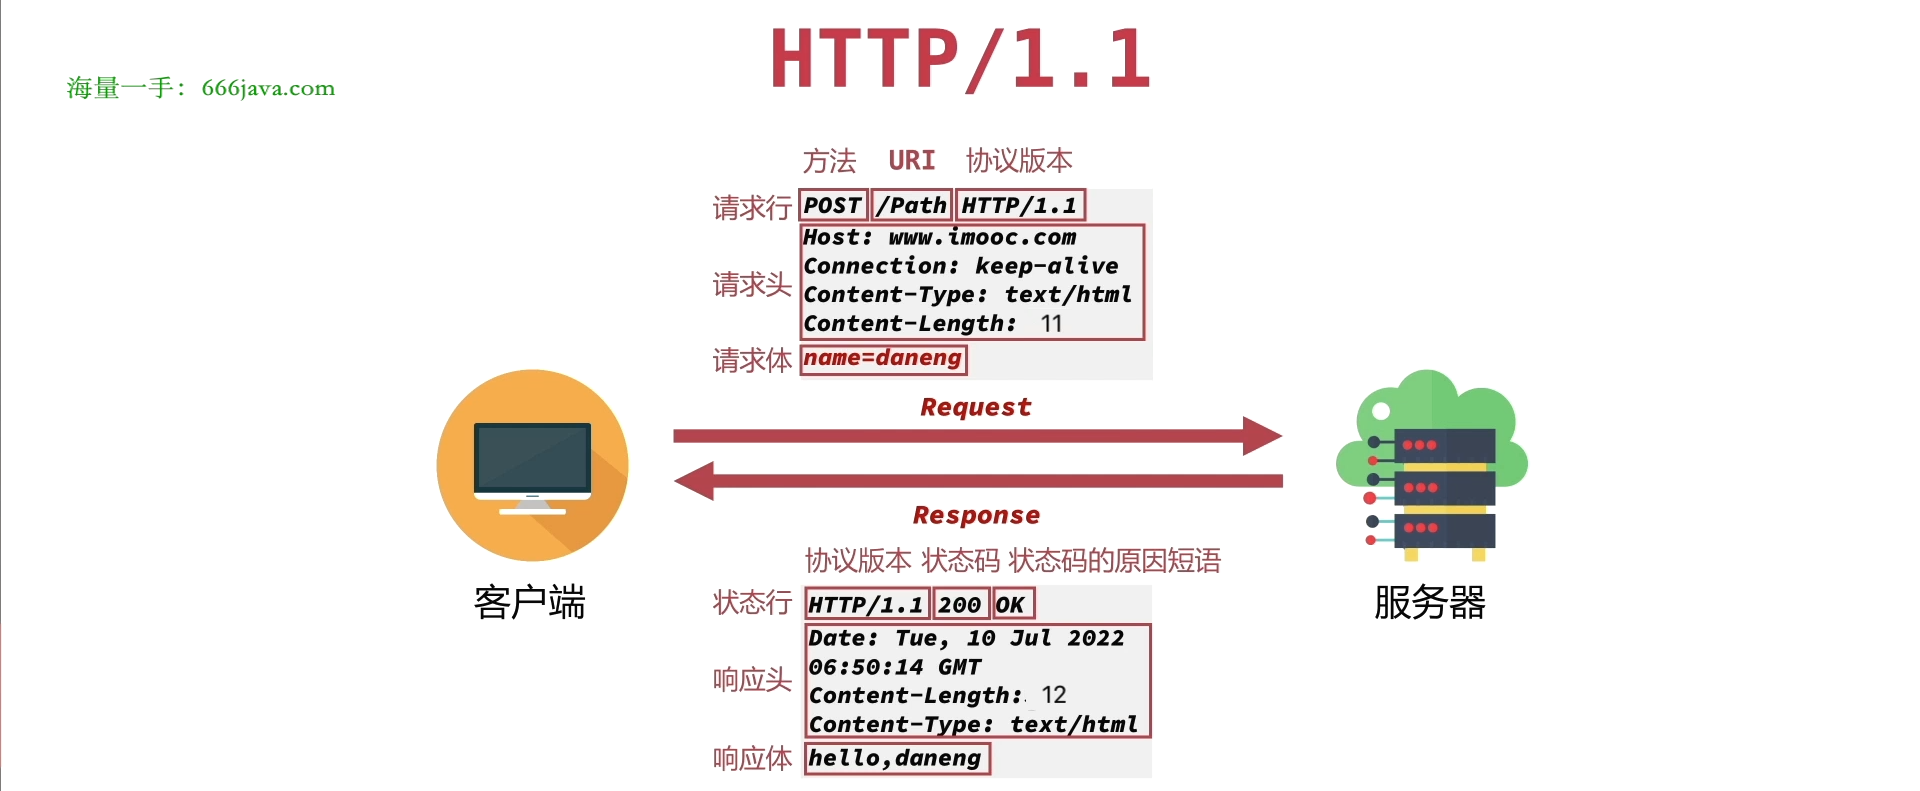 HTTP/1.1
海量一手：666java.com
方法 URI 协议版本
请求行 POST /Path HTTP/1.1
Host: www.imooc.com
Connection: keep-alive
请求头
Content-Type: text/html
Content-Length: 11
请求体 name=daneng
Request
Response
客户端
服务器
协议版本 状态码 状态码的原因短语
状态行 HTTP/1.1 200 OK
Date: Tue, 10 Jul 2022
06:50:14 GMT
响应头
Content-Length: 12
Content-Type: text/html
响应体 hello,daneng